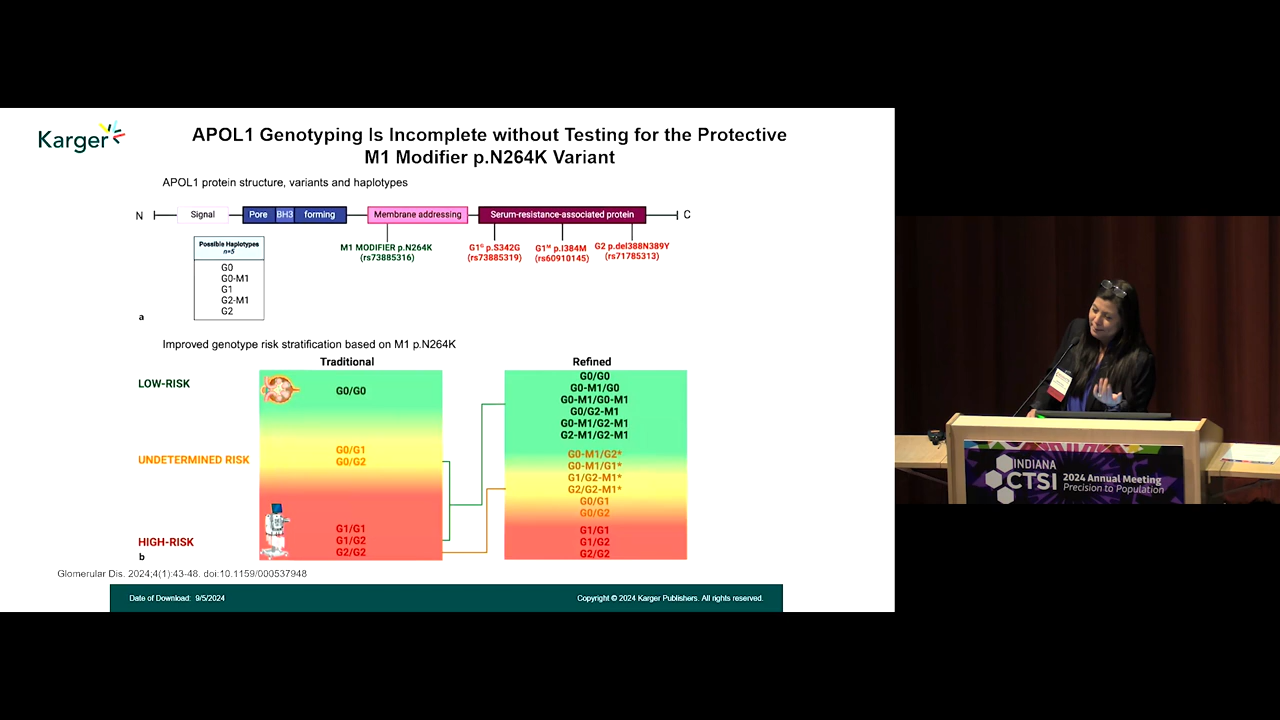 Karger
APOL1 Genotyping Is Incomplete without Testing for the Protective
M1 Modifier p.N264K Variant
APOL1 protein structure, variants and haplotypes
N
Signal
Pore
BH3
forming
Membrane addressing
Serum-resistance-associated protein
C
M1 MODIFIER p.N264K
(rs73885316)
G1ᴳ p.S342G
(rs73885319)
G1ᴹ p.I384M
(rs60910145)
G2 p.del388N389Y
(rs71785313)
Possible Haplotypes
n=5
G0
G0-M1
G1
G2-M1
G2
a
Improved genotype risk stratification based on M1 p.N264K
Traditional
Refined
LOW-RISK
G0/G0
UNDETERMINED RISK
G0/G1
G0/G2
HIGH-RISK
G1/G1
G1/G2
G2/G2
G0/G0
G0-M1/G0
G0-M1/G0-M1
G0/G2-M1
G0-M1/G2-M1
G2-M1/G2-M1
G0-M1/G2*
G0-M1/G1*
G1/G2-M1*
G2/G2-M1*
G0/G1
G0/G2
G1/G1
G1/G2
G2/G2
b
Glomerular Dis. 2024;4(1):43-48. doi:10.1159/000537948
Date of Download: 9/5/2024
Copyright © 2024 Karger Publishers. All rights reserved.
INDIANA
CTSI
2024 Annual Meeting
Precision to Population